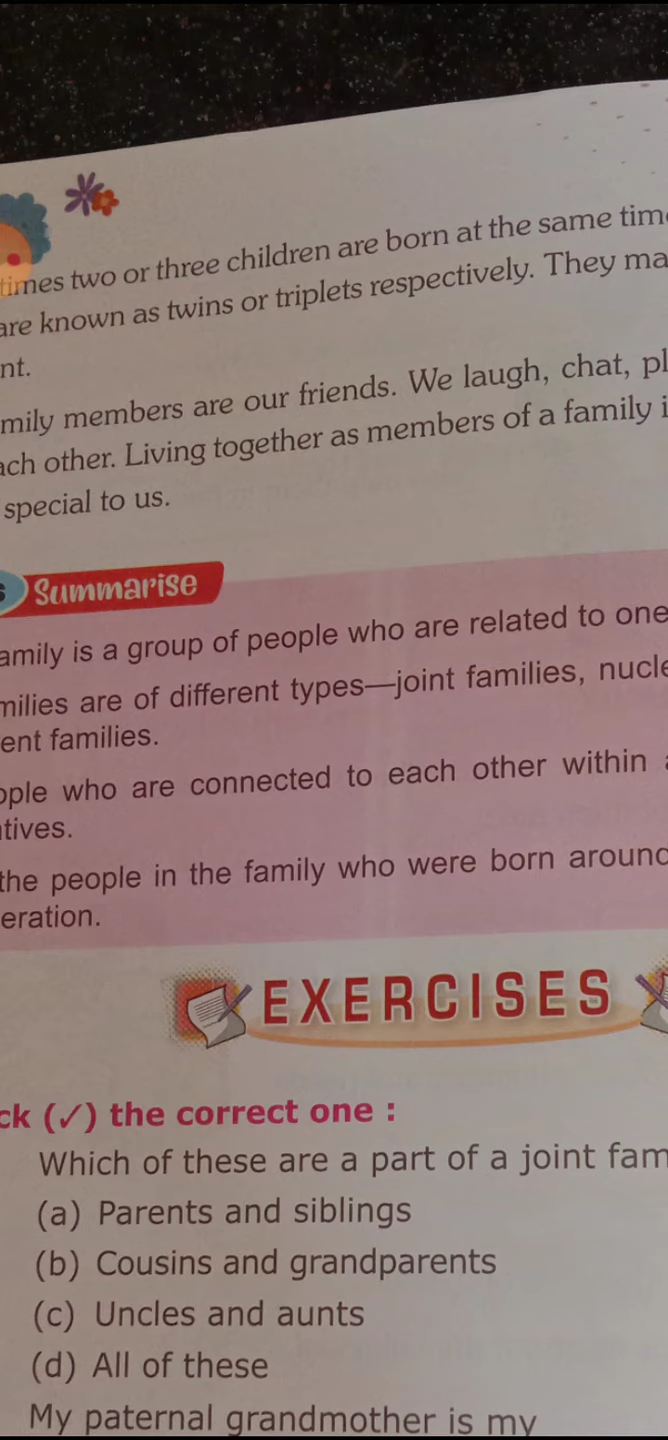 times two or three children are born at the same tim
are known as twins or triplets respectively. They ma
nt.
mily members are our friends. We laugh, chat, pl
ach other. Living together as members of a family i
special to us.
s Summarise
amily is a group of people who are related to one
milies are of different types—joint families, nucle
ent families.
ople who are connected to each other within a
tives.
the people in the family who were born around
eration.
EXERCISES
ck (✓) the correct one :
Which of these are a part of a joint fam
(a) Parents and siblings
(b) Cousins and grandparents
(c) Uncles and aunts
(d) All of these
My paternal grandmother is my